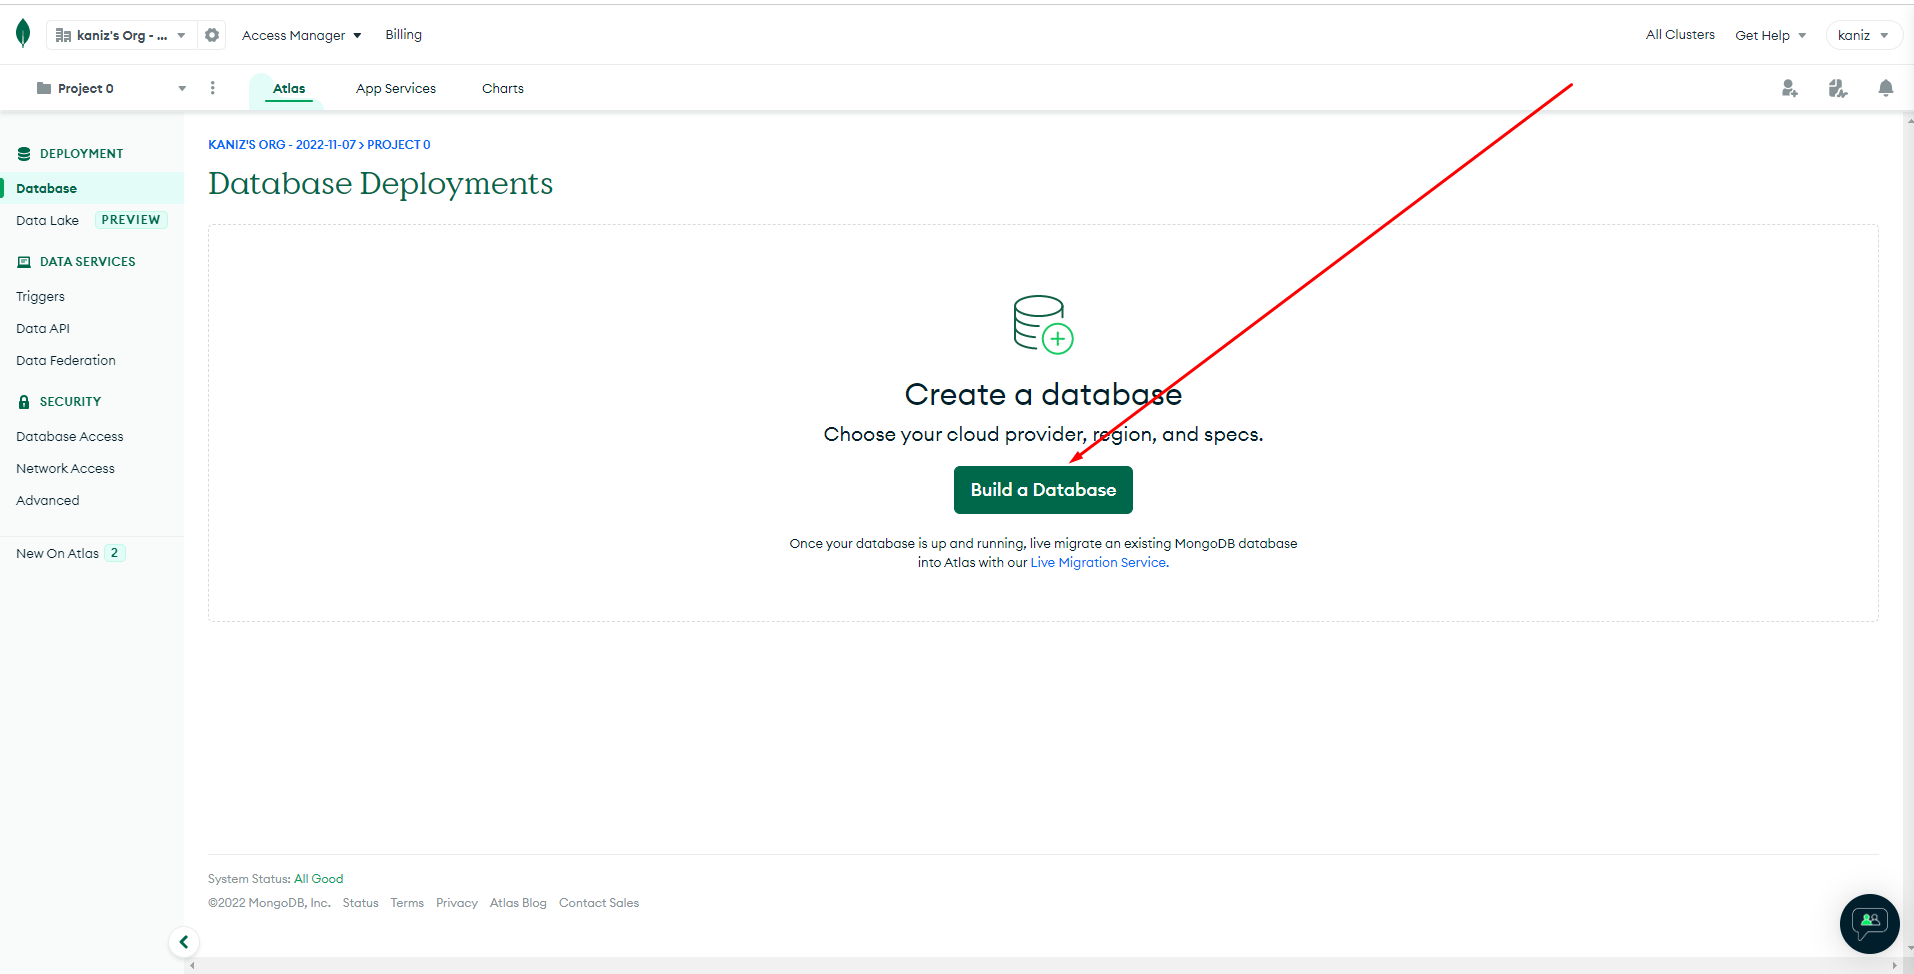 kaniz's Org - ...
Access Manager
Billing
All Clusters
Get Help
kaniz
Project 0
Atlas
App Services
Charts
DEPLOYMENT
Database
Data Lake PREVIEW
DATA SERVICES
Triggers
Data API
Data Federation
SECURITY
Database Access
Network Access
Advanced
New On Atlas 2
KANIZ'S ORG - 2022-11-07 > PROJECT 0
Database Deployments
Create a database
Choose your cloud provider, region, and specs.
Build a Database
Once your database is up and running, live migrate an existing MongoDB database
into Atlas with our Live Migration Service.
System Status: All Good
©2022 MongoDB, Inc. Status Terms Privacy Atlas Blog Contact Sales